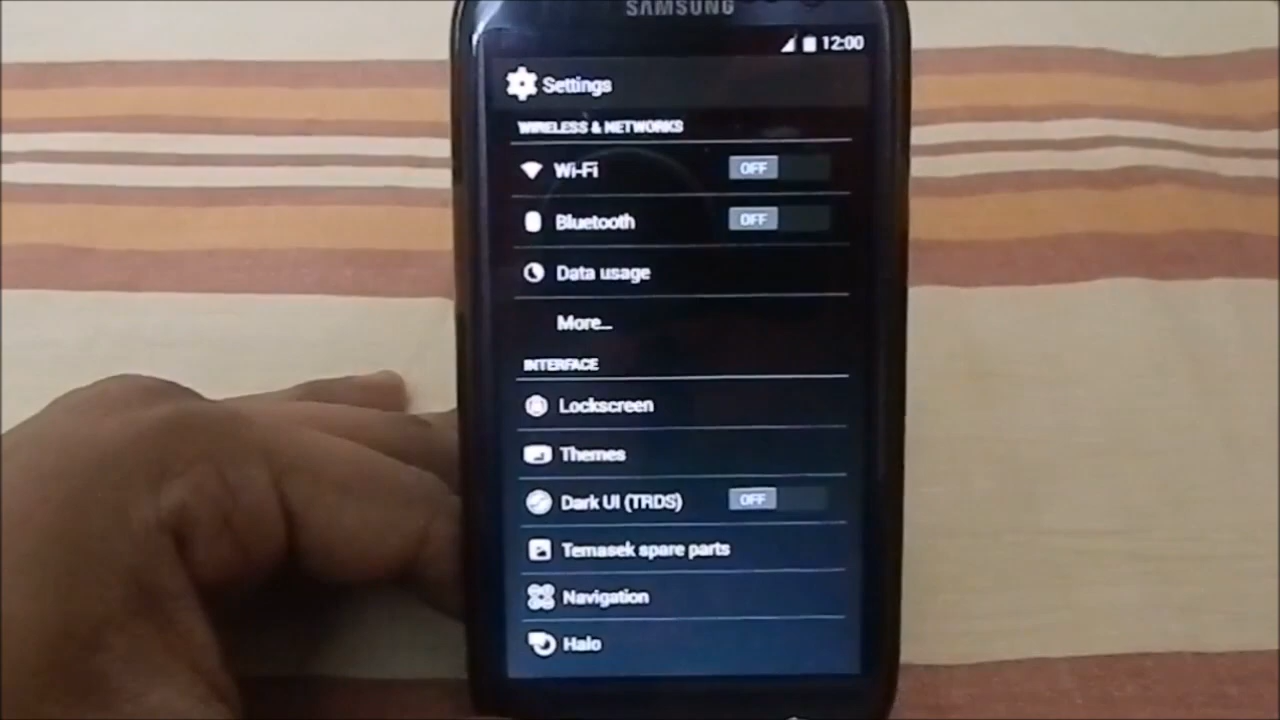 SAMSUNG
12:00
Settings
WIRELESS & NETWORKS
Wi-Fi OFF
Bluetooth OFF
Data usage
More...
INTERFACE
Lockscreen
Themes
Dark UI (TRDS) OFF
Temasek spare parts
Navigation
Halo